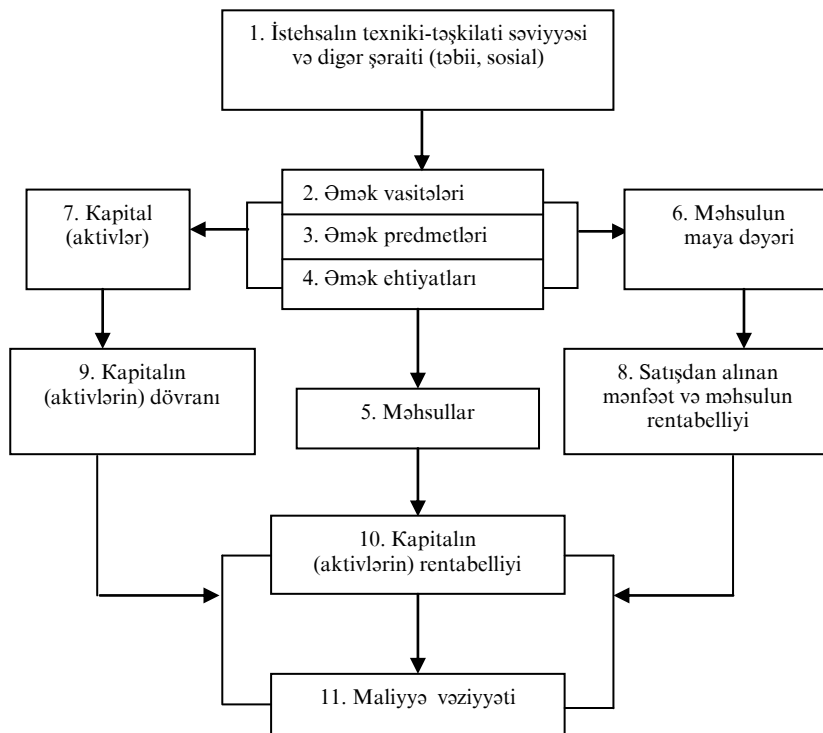 1. İstehsalın texniki-təşkilati səviyyəsi
və digər şəraiti (təbii, sosial)
2. Əmək vasitələri
3. Əmək predmetləri
4. Əmək ehtiyatları
7. Kapital
(aktivlər)
6. Məhsulun
maya dəyəri
9. Kapitalın
(aktivlərin) dövranı
5. Məhsullar
8. Satışdan alınan
mənfəət və məhsulun
rentabelliyi
10. Kapitalın
(aktivlərin) rentabelliyi
11. Maliyyə vəziyyəti